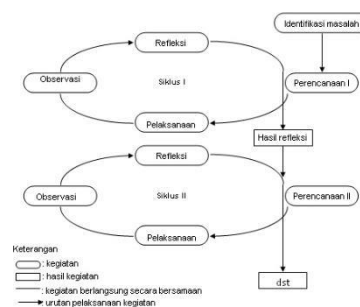 Identifikasi masalah
Refleksi
Observasi
Siklus I
Perencanaan I
Pelaksanaan
Hasil refleksi
Refleksi
Observasi
Siklus II
Perencanaan II
Pelaksanaan
Keterangan
: kegiatan
: hasil kegiatan
: kegiatan berlangsung secara bersamaan
: urutan pelaksanaan kegiatan
dst